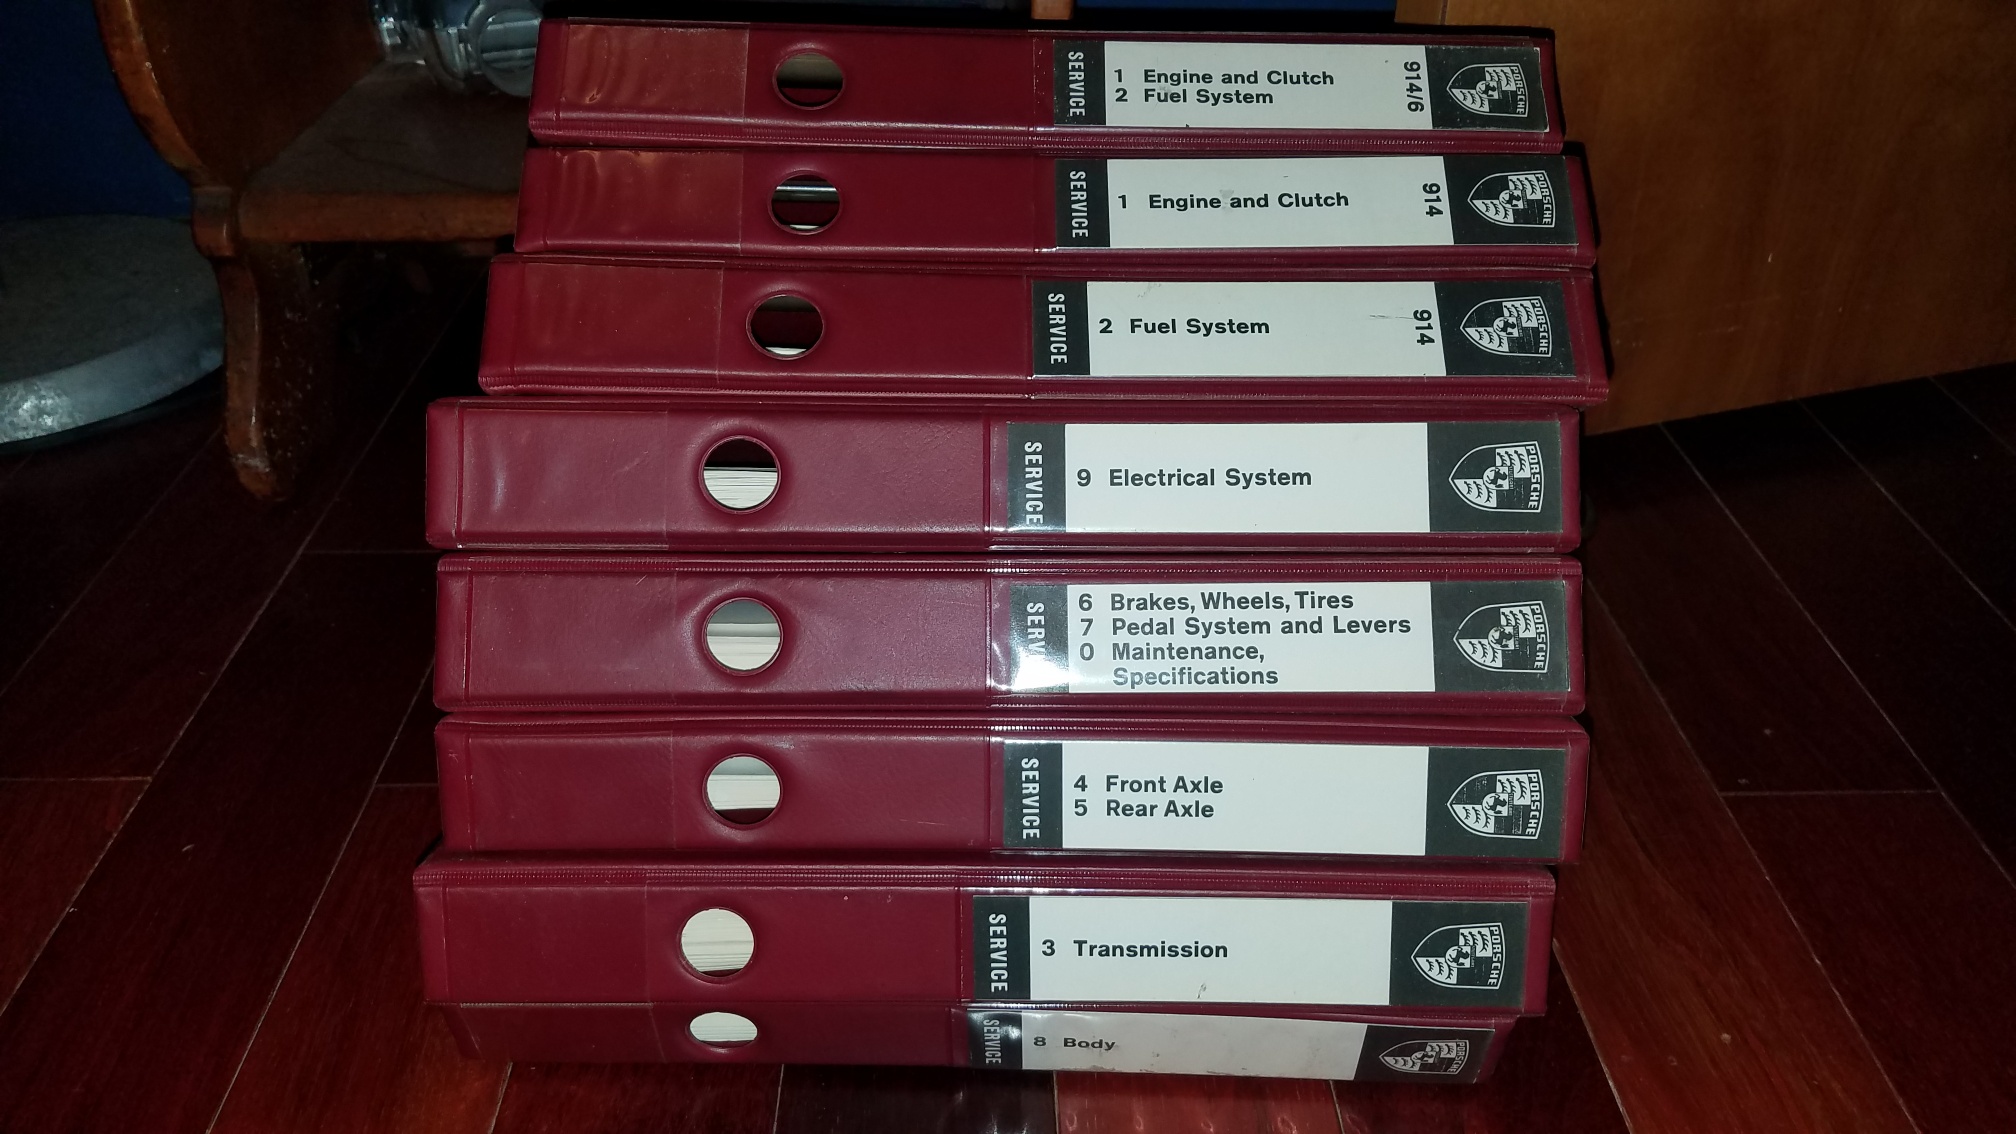 SERVICE
1 Engine and Clutch
2 Fuel System
914/6
PORSCHE
SERVICE
1 Engine and Clutch
914
PORSCHE
SERVICE
2 Fuel System
914
PORSCHE
SERVICE
9 Electrical System
PORSCHE
SERV
6 Brakes, Wheels, Tires
7 Pedal System and Levers
0 Maintenance,
Specifications
PORSCHE
SERVICE
4 Front Axle
5 Rear Axle
PORSCHE
SERVICE
3 Transmission
PORSCHE
SERVICE
8 Body
PORSCHE